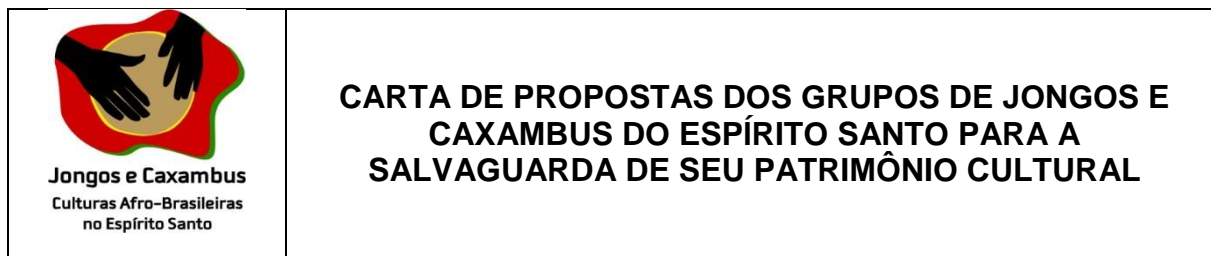 Jongos e Caxambus
Culturas Afro-Brasileiras
no Espírito Santo
CARTA DE PROPOSTAS DOS GRUPOS DE JONGOS E
CAXAMBUS DO ESPÍRITO SANTO PARA A
SALVAGUARDA DE SEU PATRIMÔNIO CULTURAL